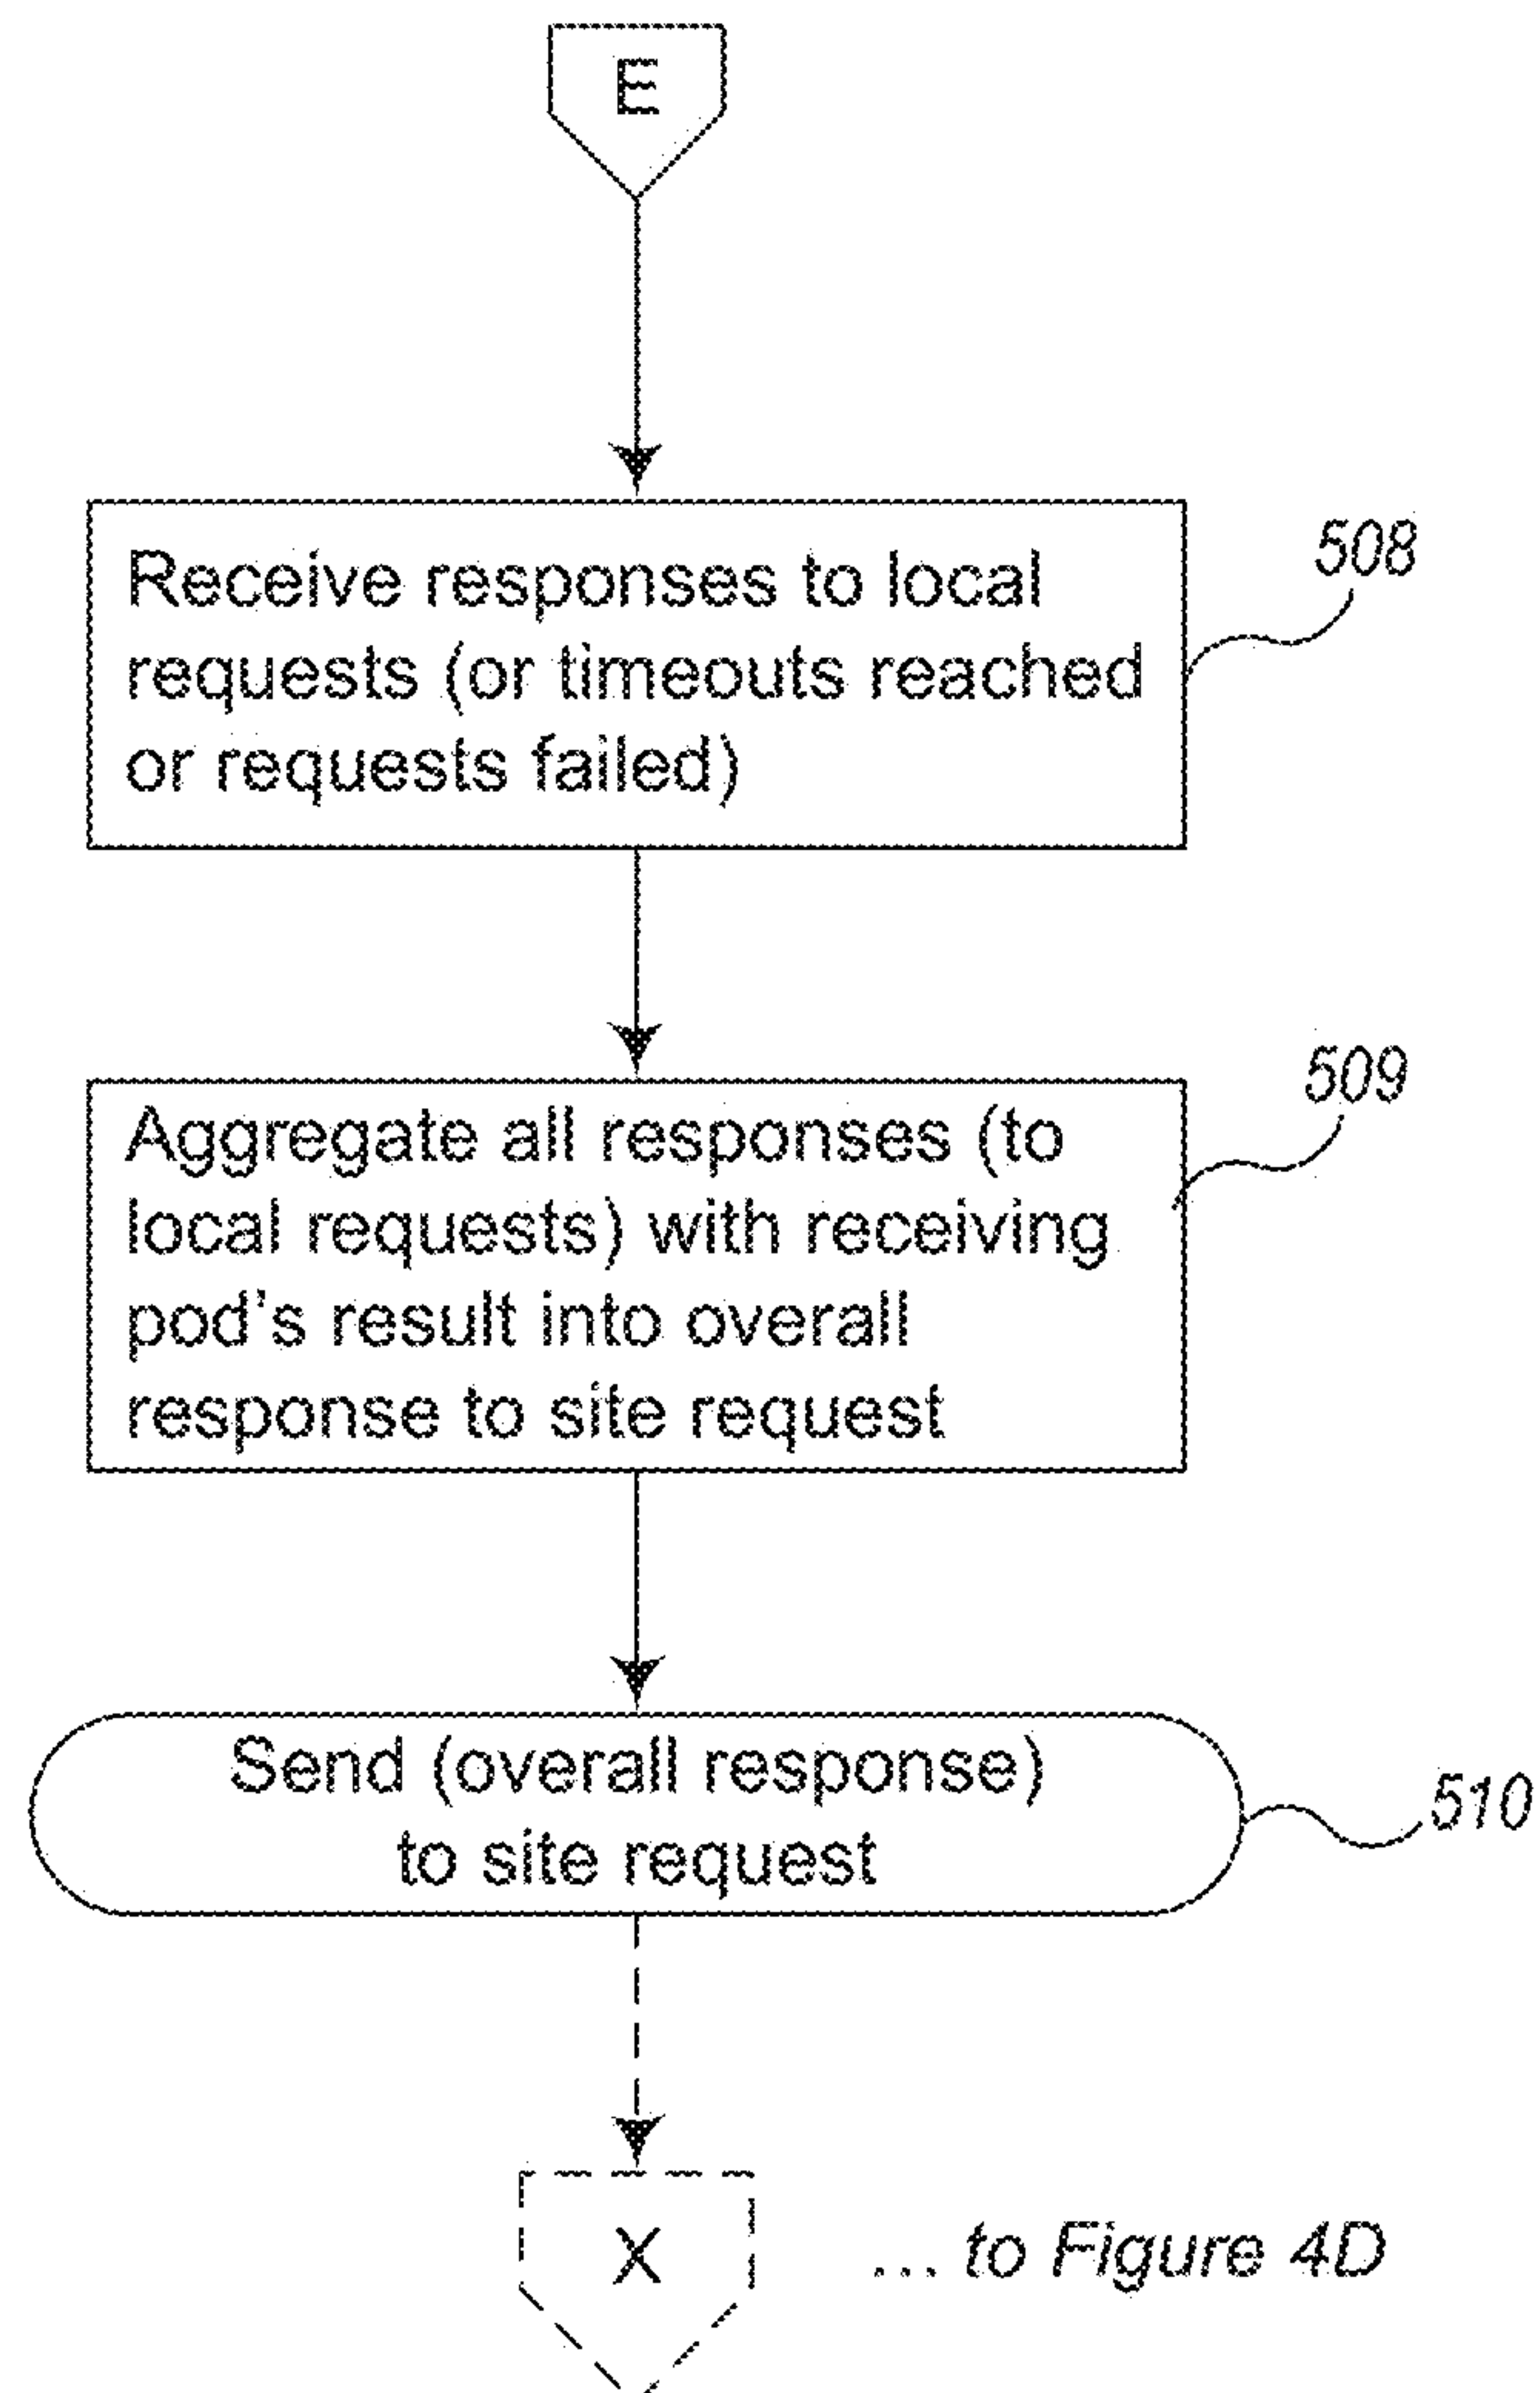 E
Receive responses to local
requests (or timeouts reached
or requests failed)
508
Aggregate all responses (to
local requests) with receiving
pod's result into overall
response to site request
509
Send (overall response)
to site request
510
X
... to Figure 4D